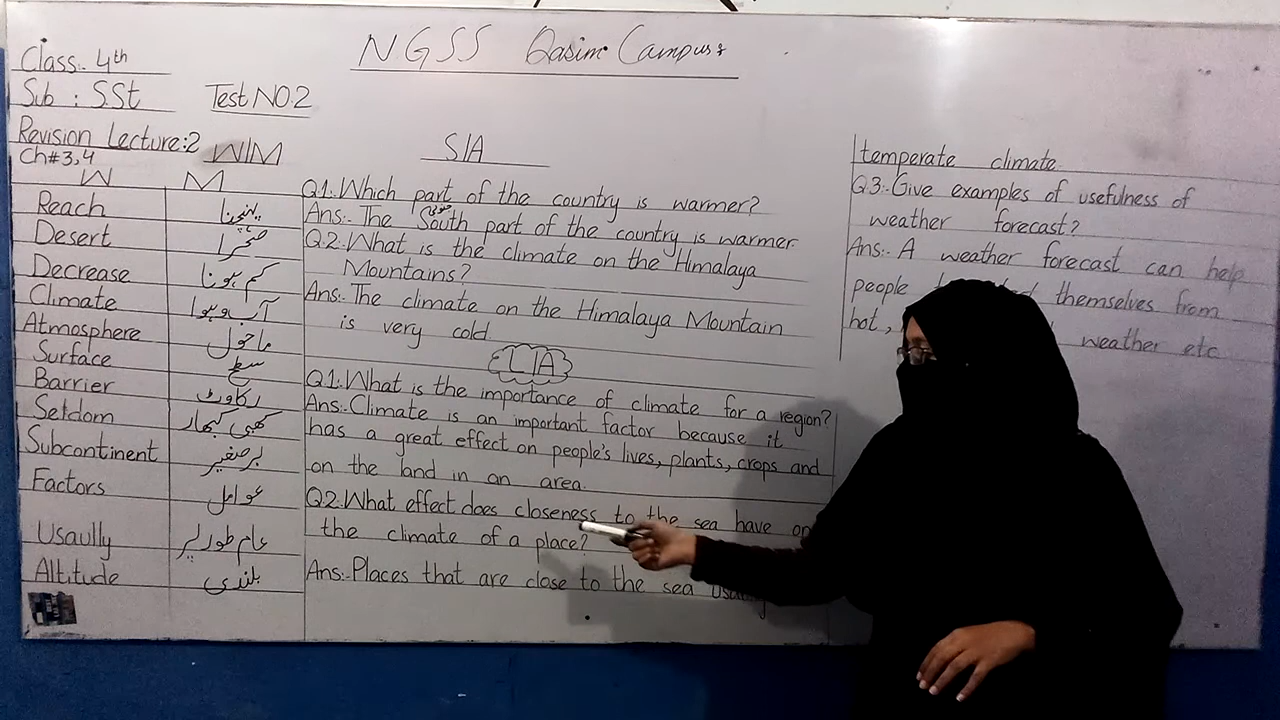 NGSS Qasim Campus
Class:- 4th
Sub : SSt
Test NO.2
Revision Lecture:2
Ch#3,4
W/M
W M
Reach پہنچنا
Desert صحرا
Decrease کم ہونا
Climate آب و ہوا
Atmosphere ماحول
Surface سطح
Barrier رکاوٹ
Seldom کبھی کبھار
Subcontinent برصغیر
Factors عوامل
Usaully عام طور پر
Altitude بلندی
S/A
Q1:-Which part of the country is warmer?
جنوبی
Ans:- The South part of the country is warmer.
Q.2:-What is the climate on the Himalaya
Mountains?
Ans:-The climate on the Himalaya Mountain
is very cold.
L/A
Q1:-What is the importance of climate for a region?
Ans:-Climate is an important factor because it
has a great effect on people's lives, plants, crops and
on the land in an area.
Q.2:-What effect does closeness to the sea have on
the climate of a place?
Ans:-Places that are close to the sea
temperate climate.
Q3:-Give examples of usefulness of
weather forecast?
Ans:- A weather forecast can help
people themselves from
hot, weather etc